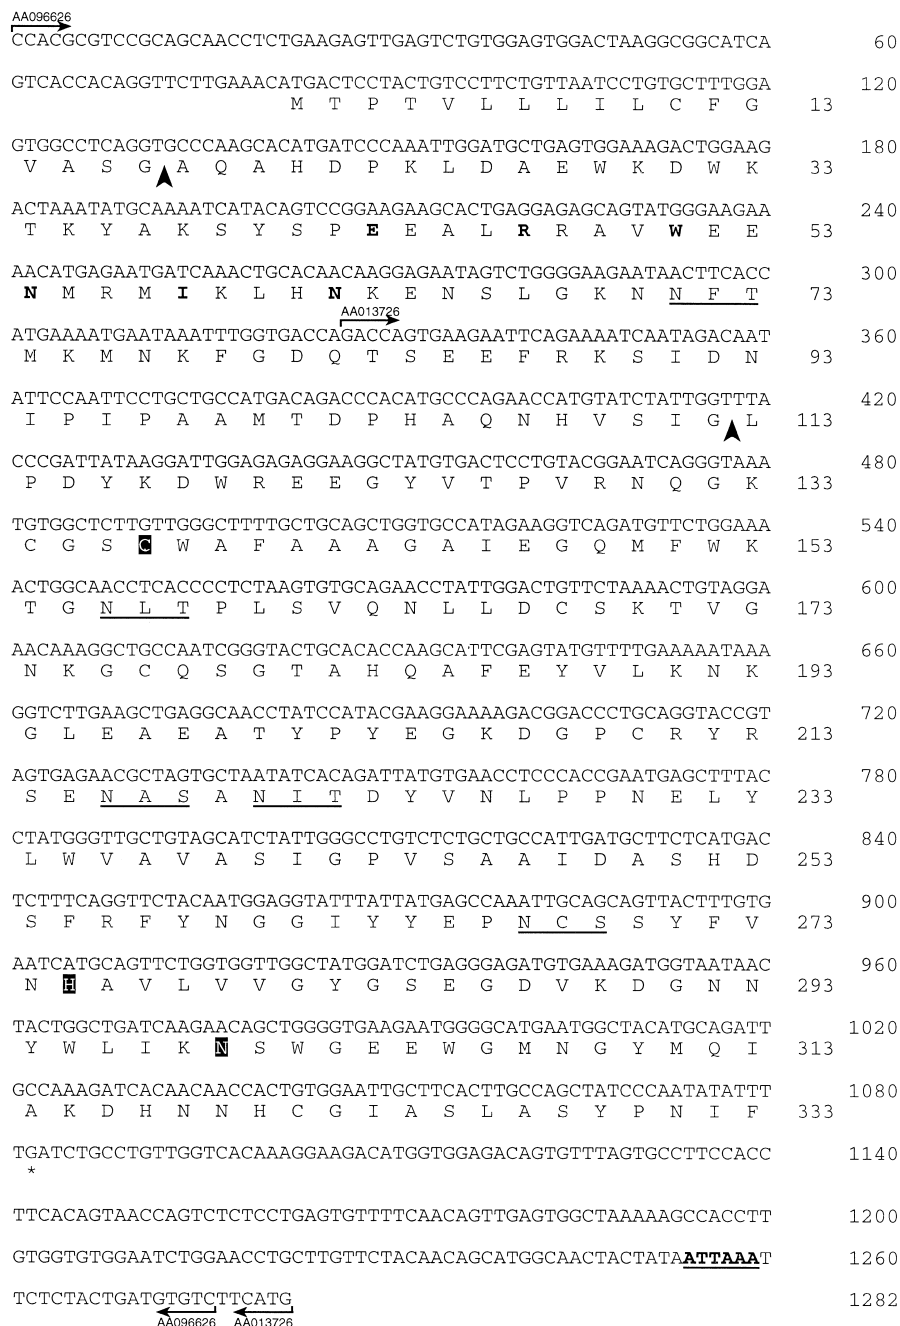 AA096626
CCACGCGTCCGCAGCAACCTCTGAAGAGTTGAGTCTGTGGAGTGGACTAAGGCGGCATCA 60
GTCACCACAGGTTCTTGAAACATGACTCCTACTGTCCTTCTGTTAATCCTGTGCTTTGGA 120
M T P T V L L L I L C F G 13
GTGGCCTCAGGTGCCCAAGCACATGATCCCAAATTGGATGCTGAGTGGAAAGACTGGAAG 180
V A S G A Q A H D P K L D A E W K D W K 33
ACTAAATATGCAAAATCATACAGTCCGGAAGAAGCACTGAGGAGAGCAGTATGGGAAGAA 240
T K Y A K S Y S P E E A L R R A V W E E 53
AACATGAGAATGATCAAACTGCACAACAAGGAGAATAGTCTGGGGAAGAATAACTTCACC 300
N M R M I K L H N K E N S L G K N N F T 73
AA013726
ATGAAAATGAATAAATTTGGTGACCAGACCAGTGAAGAATTCAGAAAATCAATAGACAAT 360
M K M N K F G D Q T S E E F R K S I D N 93
ATTCCAATTCCTGCTGCCATGACAGACCCACATGCCCAGAACCATGTATCTATTGGTTTA 420
I P I P A A M T D P H A Q N H V S I G L 113
CCCGATTATAAGGATTGGAGAGAGGAAGGCTATGTGACTCCTGTACGGAATCAGGGTAAA 480
P D Y K D W R E E G Y V T P V R N Q G K 133
TGTGGCTCTTGTTGGGCTTTTGCTGCAGCTGGTGCCATAGAAGGTCAGATGTTCTGGAAA 540
C G S C W A F A A A G A I E G Q M F W K 153
ACTGGCAACCTCACCCCTCTAAGTGTGCAGAACCTATTGGACTGTTCTAAAACTGTAGGA 600
T G N L T P L S V Q N L L D C S K T V G 173
AACAAAGGCTGCCAATCGGGTACTGCACACCAAGCATTCGAGTATGTTTTGAAAAATAAA 660
N K G C Q S G T A H Q A F E Y V L K N K 193
GGTCTTGAAGCTGAGGCAACCTATCCATACGAAGGAAAAGACGGACCCTGCAGGTACCGT 720
G L E A E A T Y P Y E G K D G P C R Y R 213
AGTGAGAACGCTAGTGCTAATATCACAGATTATGTGAACCTCCCACCGAATGAGCTTTAC 780
S E N A S A N I T D Y V N L P P N E L Y 233
CTATGGGTTGCTGTAGCATCTATTGGGCCTGTCTCTGCTGCCATTGATGCTTCTCATGAC 840
L W V A V A S I G P V S A A I D A S H D 253
TCTTTCAGGTTCTACAATGGAGGTATTTATTATGAGCCAAATTGCAGCAGTTACTTTGTG 900
S F R F Y N G G I Y Y E P N C S S Y F V 273
AATCATGCAGTTCTGGTGGTTGGCTATGGATCTGAGGGAGATGTGAAAGATGGTAATAAC 960
N H A V L V V G Y G S E G D V K D G N N 293
TACTGGCTGATCAAGAACAGCTGGGGTGAAGAATGGGGCATGAATGGCTACATGCAGATT 1020
Y W L I K N S W G E E W G M N G Y M Q I 313
GCCAAAGATCACAACAACCACTGTGGAATTGCTTCACTTGCCAGCTATCCCAATATATTT 1080
A K D H N N H C G I A S L A S Y P N I F 333
TGATCTGCCTGTTGGTCACAAAGGAAGACATGGTGGAGACAGTGTTTAGTGCCTTCCACC 1140
*
TTCACAGTAACCAGTCTCTCCTGAGTGTTTTCAACAGTTGAGTGGCTAAAAAGCCACCTT 1200
GTGGTGTGGAATCTGGAACCTGCTTGTTCTACAACAGCATGGCAACTACTATAATTAAAT 1260
TCTCTACTGATGTGTCTTCATG 1282
AA096626 AA013726